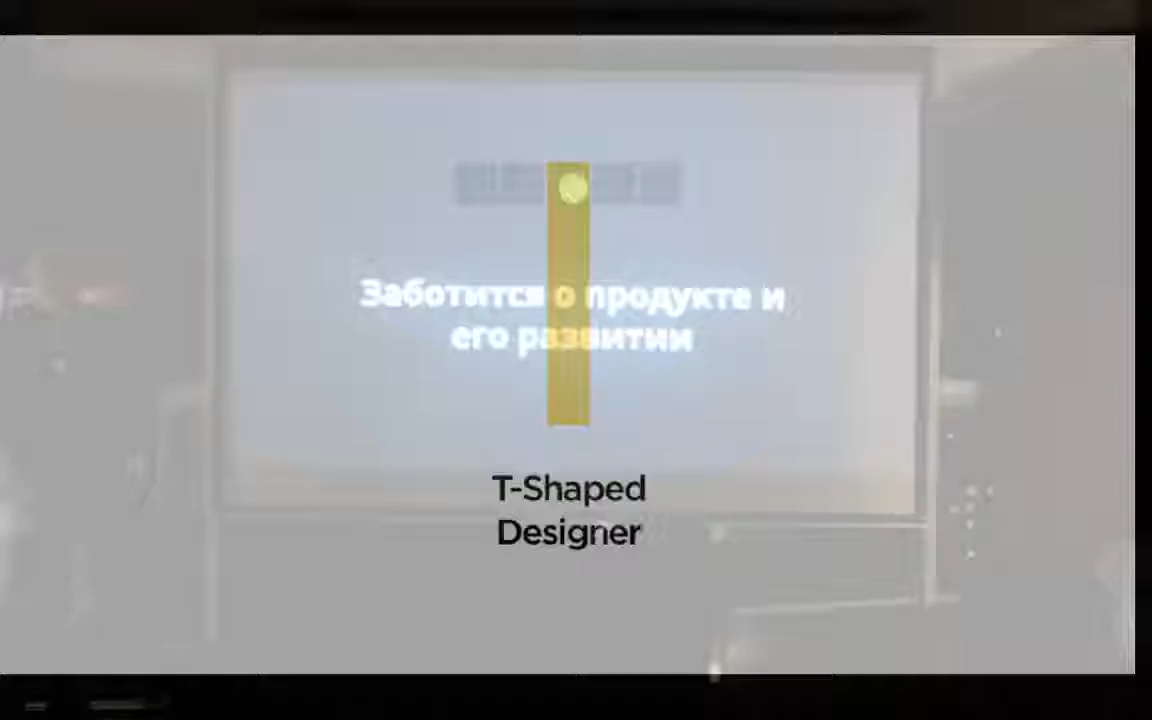 Заботится о продукте и
его развитии
T-Shaped
Designer